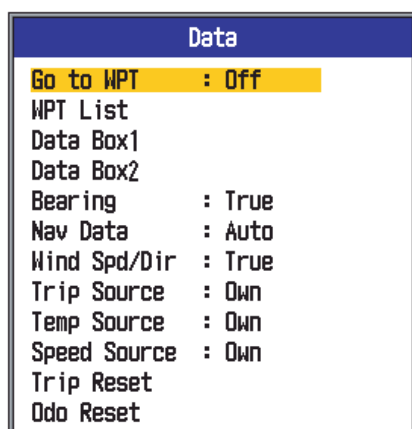 Data
Go to WPT : Off
WPT List
Data Box1
Data Box2
Bearing : True
Nav Data : Auto
Wind Spd/Dir : True
Trip Source : Own
Temp Source : Own
Speed Source : Own
Trip Reset
Odo Reset